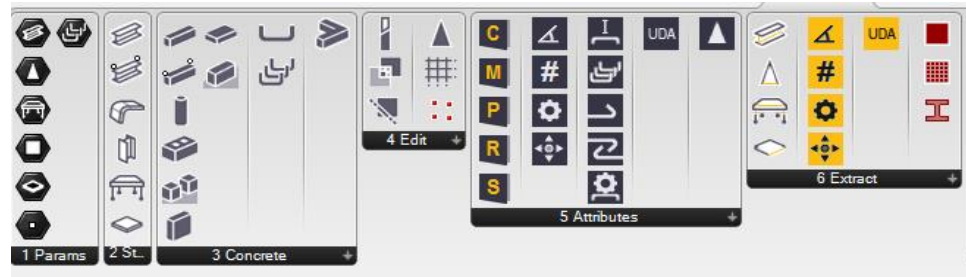 C
UDA
UDA
M
#
#
P
4 Edit
R
S
6 Extract
5 Attributes
1 Params
2 St...
3 Concrete